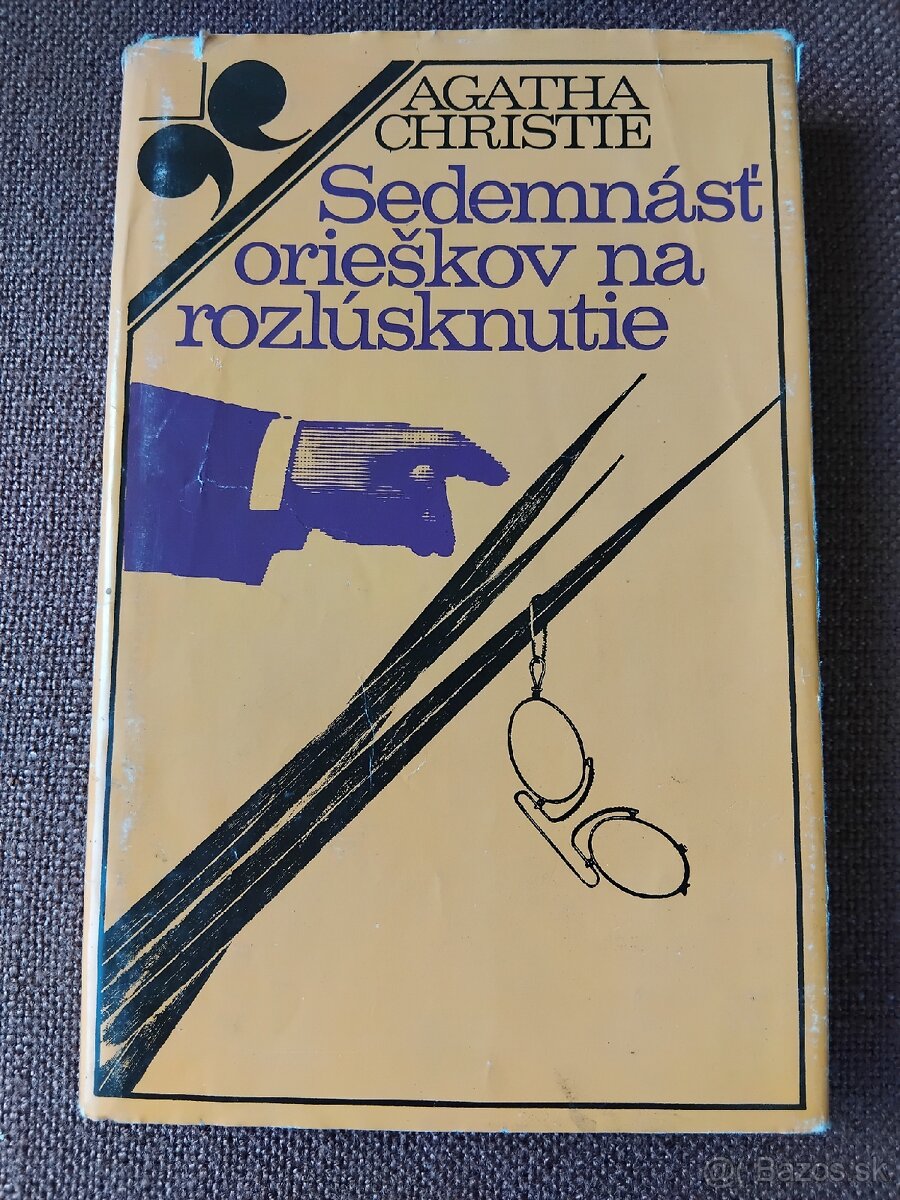 AGATHA
CHRISTIE
Sedemnásť
orieškov na
rozlúsknutie
@ Bazos.sk